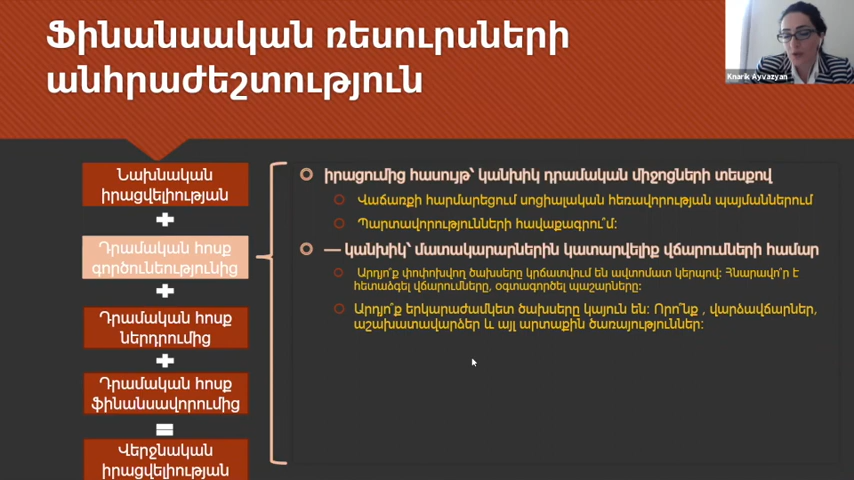 Ֆինանսական ռեսուրսների
անհրաժեշտություն
Knarik Ayvazyan
Նախնական
իրացվելիության
Դրամական հոսք
գործունեությունից
Դրամական հոսք
ներդրումից
Դրամական հոսք
ֆինանսավորումից
Վերջնական
իրացվելիության
իրացումից հասույթ՝ կանխիկ դրամական միջոցների տեսքով
Վաճառքի հարմարեցում սոցիալական հեռավորության պայմաններում
Պարտավորությունների հավաքագրու՞մ:
— կանխիկ՝ մատակարարներին կատարվելիք վճարումների համար
Արդյո՞ք փոփոխվող ծախսերը կրճատվում են ավտոմատ կերպով: Հնարավո՞ր է
հետաձգել վճարումները, օգտագործել պաշարները:
Արդյո՞ք երկարաժամկետ ծախսերը կայուն են: Որո՞նք , վարձավճարներ,
աշխատավարձեր և այլ արտաքին ծառայություններ: